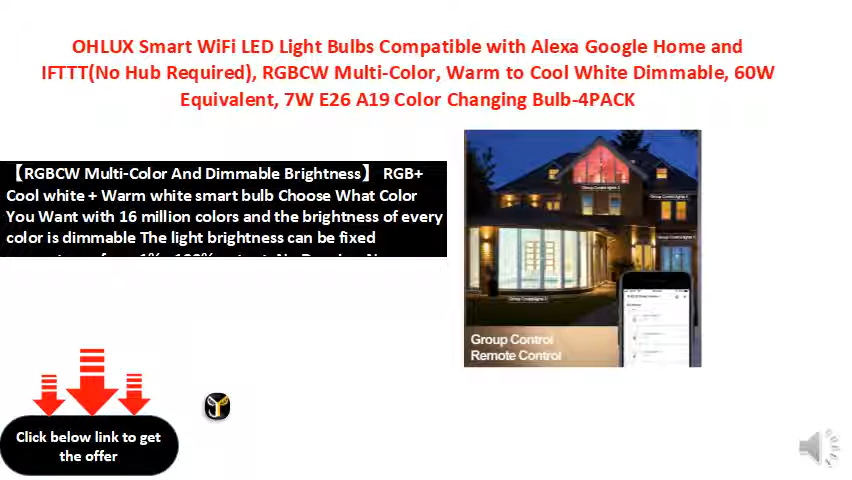 OHLUX Smart WiFi LED Light Bulbs Compatible with Alexa Google Home and
IFTTT(No Hub Required), RGBCW Multi-Color, Warm to Cool White Dimmable, 60W
Equivalent, 7W E26 A19 Color Changing Bulb-4PACK
【RGBCW Multi-Color And Dimmable Brightness】 RGB+
Cool white + Warm white smart bulb Choose What Color
You Want with 16 million colors and the brightness of every
color is dimmable The light brightness can be fixed
Group Control
Remote Control
Click below link to get
the offer